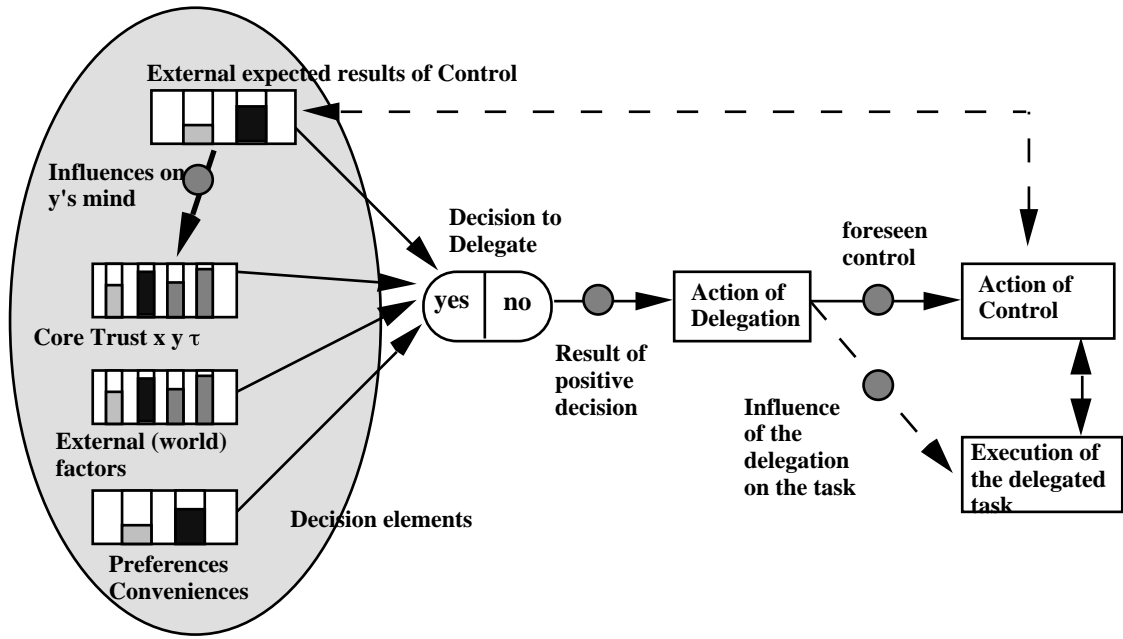 External expected results of Control
Influences on
y's mind
Core Trust x y τ
External (world)
factors
Preferences
Conveniences
Decision elements
Decision to
Delegate
yes
no
Result of
positive
decision
Action of
Delegation
foreseen
control
Influence
of the
delegation
on the task
Action of
Control
Execution of
the delegated
task